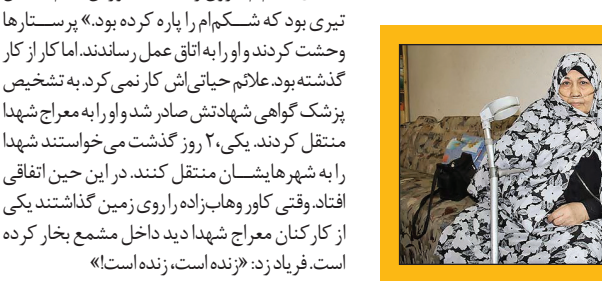 تیری بود که شکم‌ام را پاره کرده بود.» پرستارها
وحشت کردند و او را به اتاق عمل رساندند. اما کار از کار
گذشته بود. علائم حیاتی‌اش کار نمی‌کرد. به تشخیص
پزشک گواهی شهادتش صادر شد و او را به معراج شهدا
منتقل کردند. یکی، ۲ روز گذشت می‌خواستند شهدا
را به شهرهایشان منتقل کنند. در این حین اتفاقی
افتاد. وقتی کاور وهاب‌زاده را روی زمین گذاشتند یکی
از کارکنان معراج شهدا دید داخل مشمع بخار کرده
است. فریاد زد: «زنده است، زنده است!»